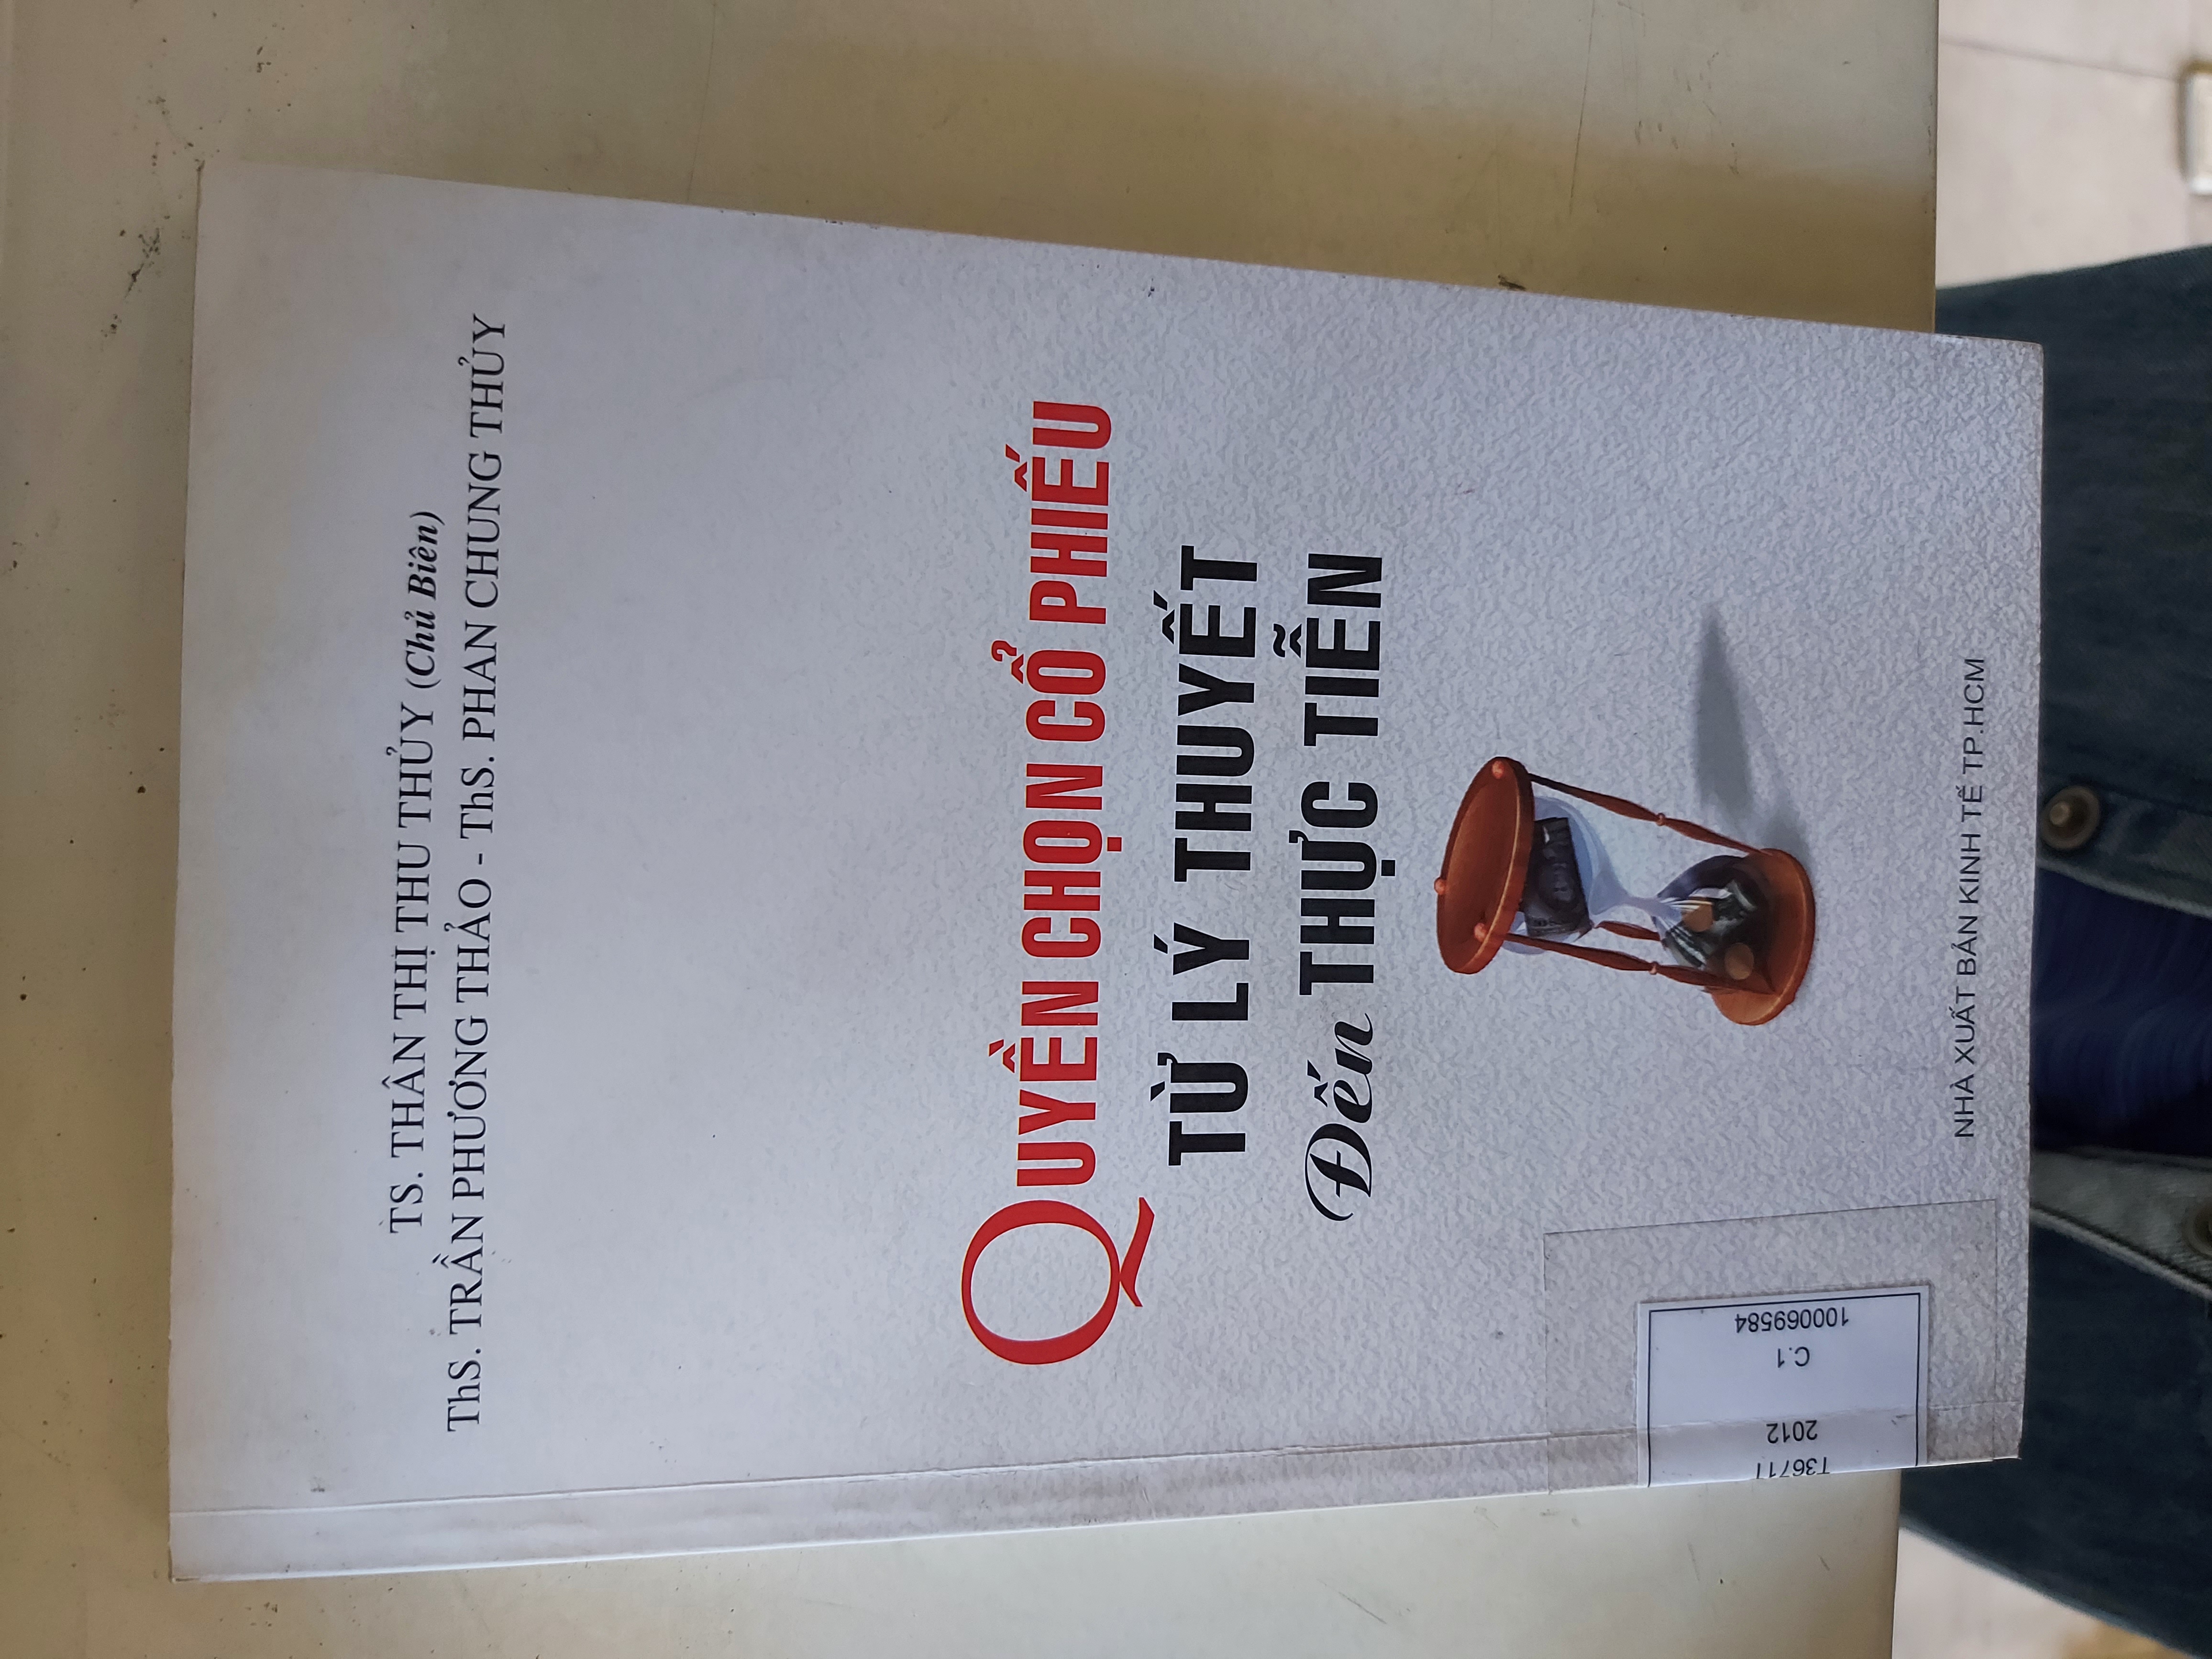 TS. THÂN THỊ THU THỦY (Chủ Biên)
ThS. TRẦN PHƯƠNG THẢO - ThS. PHAN CHUNG THỦY
QUYỀN CHỌN CỔ PHIẾU
TỪ LÝ THUYẾT
Đến THỰC TIỄN
T36711
2012
C.1
100069584
NHÀ XUẤT BẢN KINH TẾ TP.HCM